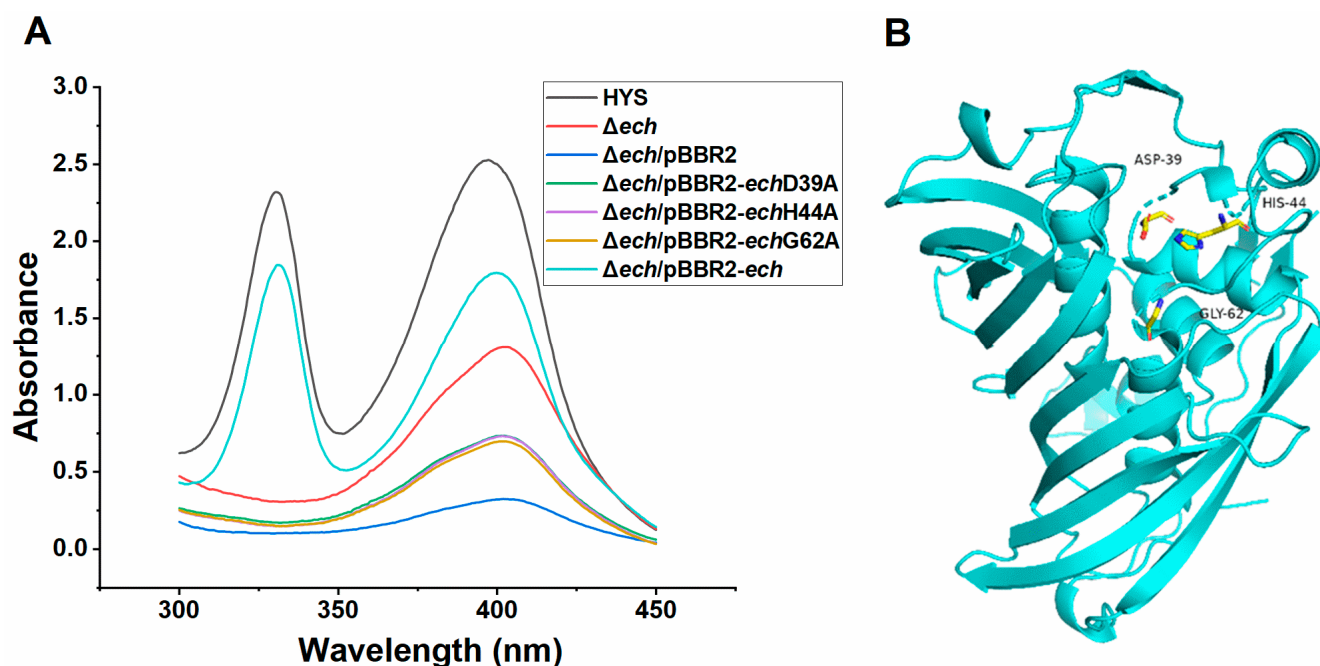 A
B
3.0
2.5
2.0
1.5
1.0
0.5
0.0
Absorbance
300
350
400
450
Wavelength (nm)
HYS
Δech
Δech/pBBR2
Δech/pBBR2-echD39A
Δech/pBBR2-echH44A
Δech/pBBR2-echG62A
Δech/pBBR2-ech
ASP-39
HIS-44
GLY-62